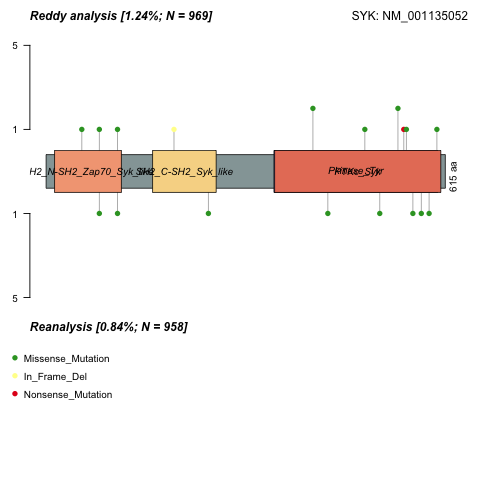 Reddy analysis [1.24%; N = 969]
SYK: NM_001135052
5
1
H2_N-SH2_Zap70_Syk_like
H2_C-SH2_Syk_like
PTKc_Syk
615 aa
1
5
Reanalysis [0.84%; N = 958]
Missense_Mutation
In_Frame_Del
Nonsense_Mutation